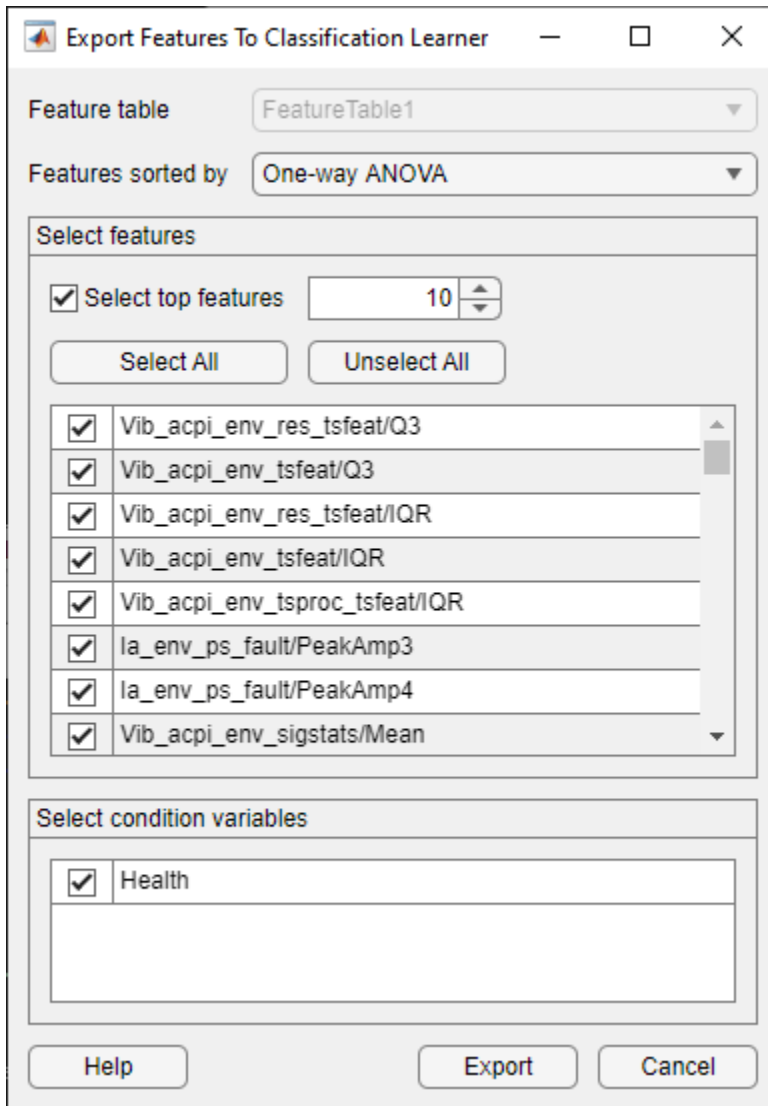 Export Features To Classification Learner
Feature table FeatureTable1
Features sorted by One-way ANOVA
Select features
Select top features 10
Select All Unselect All
Vib_acpi_env_res_tsfeat/Q3
Vib_acpi_env_tsfeat/Q3
Vib_acpi_env_res_tsfeat/IQR
Vib_acpi_env_tsfeat/IQR
Vib_acpi_env_tsproc_tsfeat/IQR
Ia_env_ps_fault/PeakAmp3
Ia_env_ps_fault/PeakAmp4
Vib_acpi_env_sigstats/Mean
Select condition variables
Health
Help Export Cancel